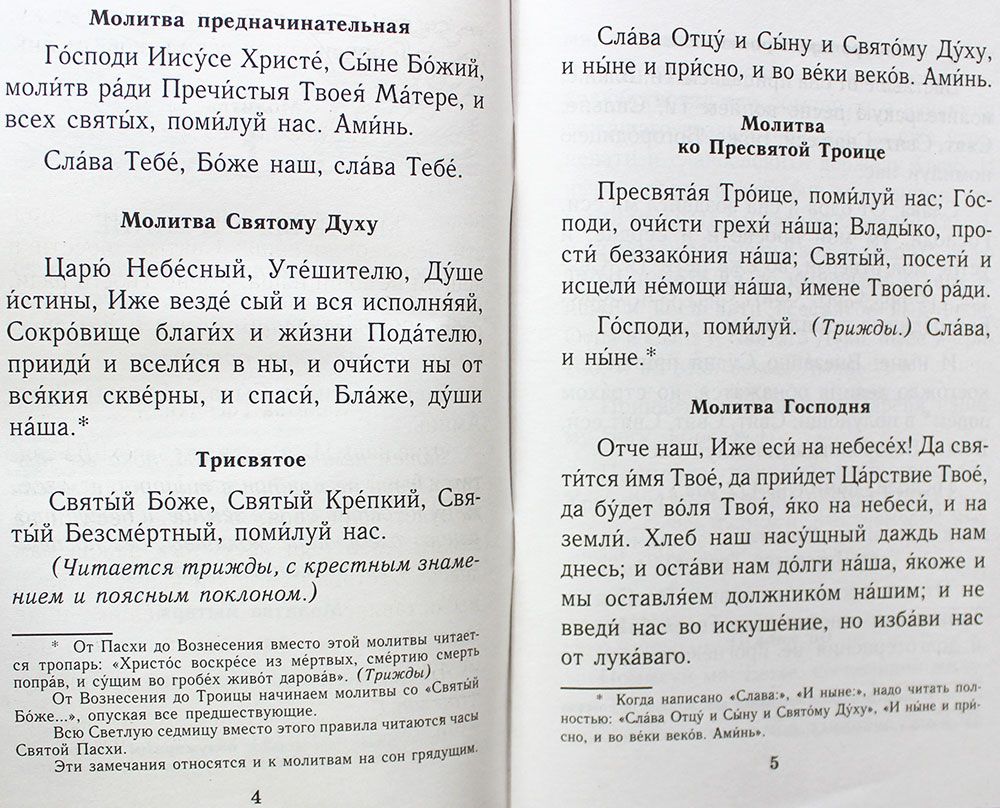 Молитва предначинательная
Го́споди Иису́се Христе́, Сы́не Бо́жий,
моли́тв ра́ди Пречи́стыя Твоея́ Ма́тере, и
всех святы́х, поми́луй нас. Ами́нь.
Сла́ва Тебе́, Бо́же наш, сла́ва Тебе́.
Молитва Святому Духу
Царю́ Небе́сный, Уте́шителю, Ду́ше
и́стины, Иже везде́ сый и вся исполня́яй,
Сокро́вище благи́х и жи́зни Пода́телю,
прииди́ и всели́ся в ны, и очи́сти ны от
вся́кия скве́рны, и спаси́, Бла́же, ду́ши
на́ша.*
Трисвятое
Святы́й Бо́же, Святы́й Кре́пкий, Свя-
ты́й Безсме́ртный, поми́луй нас.
(Читается трижды, с крестным знаме-
нием и поясным поклоном.)
* От Пасхи до Вознесения вместо этой молитвы читает-
ся тропарь: «Христо́с воскре́се из ме́ртвых, сме́ртию смерть
попра́в, и су́щим во гробе́х живо́т дарова́в». (Трижды)
От Вознесения до Троицы начинаем молитвы со «Святы́й
Бо́же...», опуская все предшествующие.
Всю Светлую седмицу вместо этого правила читаются часы
Святой Пасхи.
Эти замечания относятся и к молитвам на сон грядущим.
4
Сла́ва Отцу́ и Сы́ну и Свято́му Ду́ху,
и ны́не и при́сно, и во ве́ки веко́в. Ами́нь.
Молитва
ко Пресвятой Троице
Пресвята́я Тро́ице, поми́луй нас; Го́с-
поди, очи́сти грехи́ на́ша; Влады́ко, про-
сти́ беззако́ния на́ша; Святы́й, посети́ и
исцели́ не́мощи на́ша, и́мене Твоего́ ра́ди.
Го́споди, поми́луй. (Трижды.) Сла́ва,
и ны́не.*
Молитва Господня
Отче наш, Иже еси́ на небесе́х! Да свя-
ти́тся и́мя Твое́, да прии́дет Ца́рствие Твое́,
да бу́дет во́ля Твоя́, я́ко на небеси́, и на
земли́. Хлеб наш насу́щный даждь нам
днесь; и оста́ви нам до́лги на́ша, я́коже и
мы оставля́ем должнико́м на́шим; и не
введи́ нас во искуше́ние, но изба́ви нас
от лука́ваго.
* Когда написано «Слава:», «И ныне:», надо читать пол-
ностью: «Сла́ва Отцу́ и Сы́ну и Свято́му Ду́ху», «И ны́не и при́-
сно, и во ве́ки веко́в. Ами́нь».
5